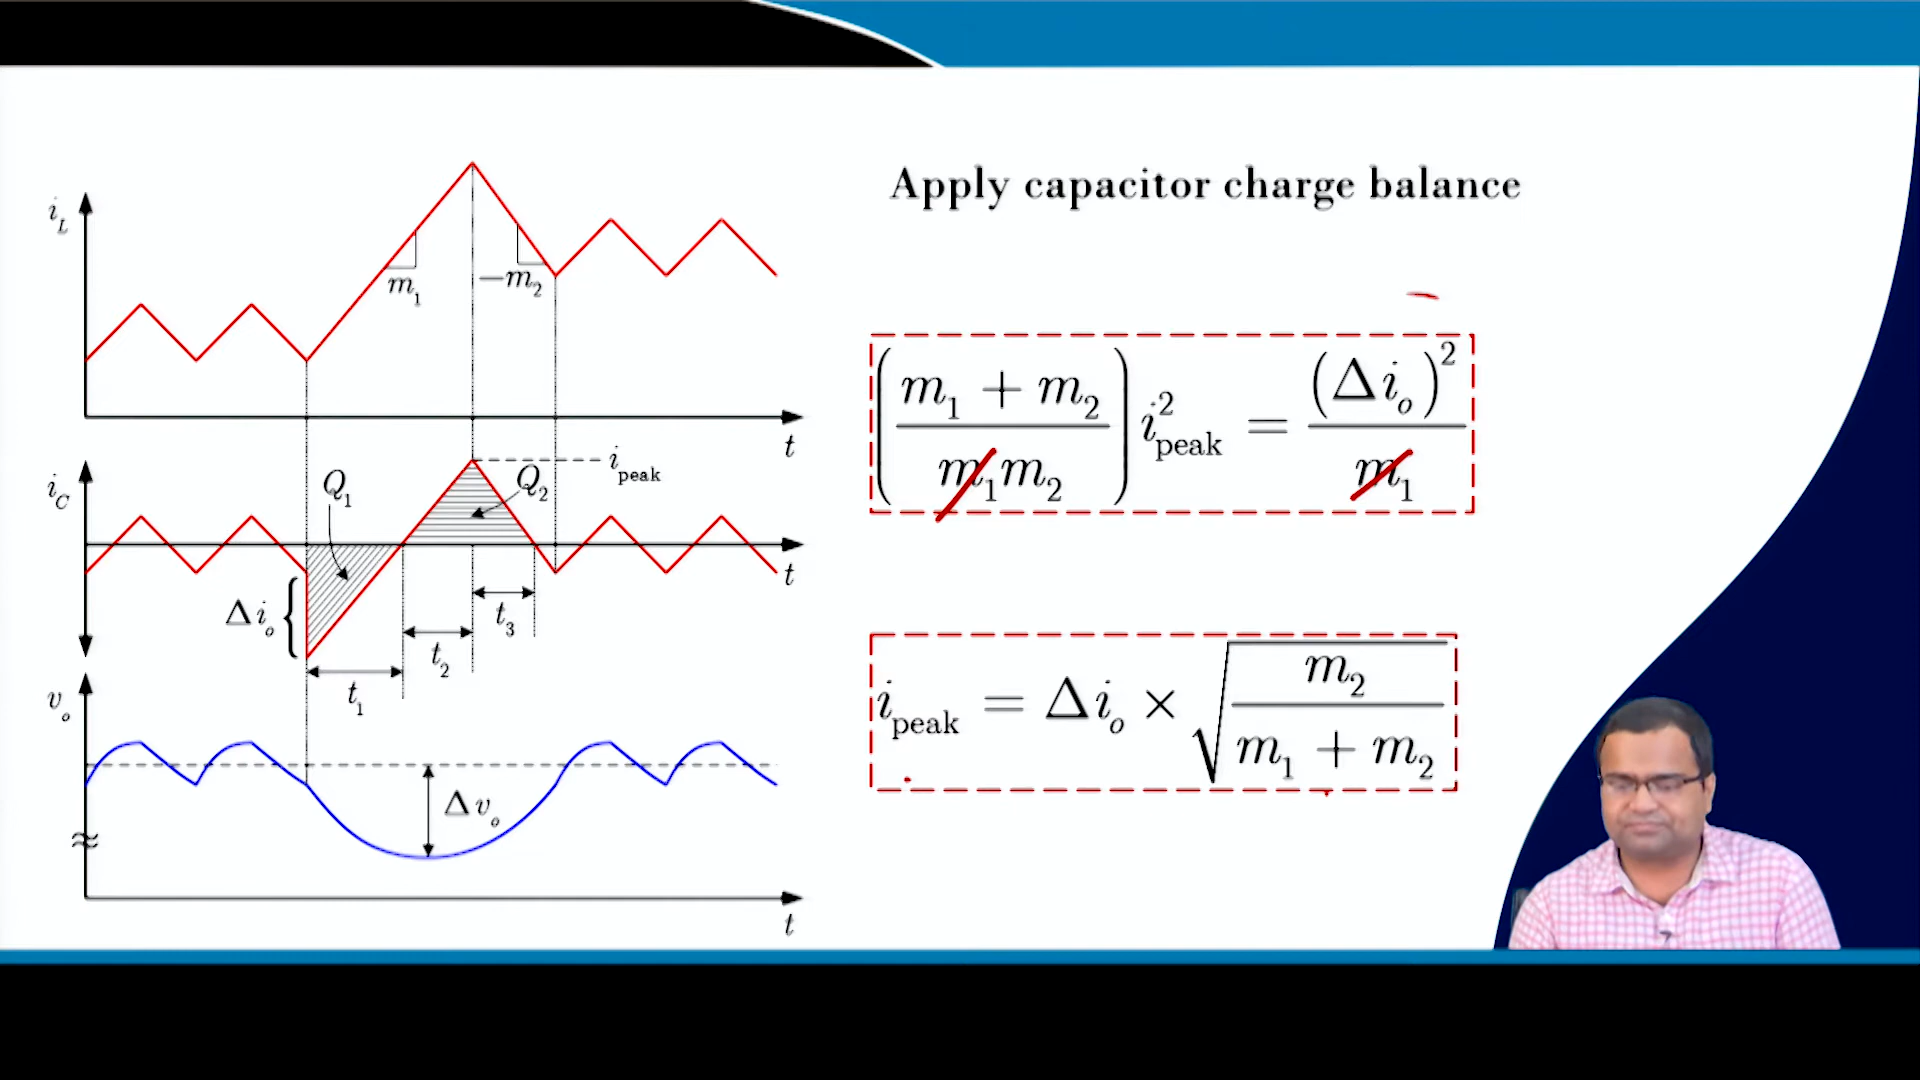 Apply capacitor charge balance
i_L
m_1
−m_2
t
i_C
Q_1
Q_2
i_peak
t
Δi_o
t_1
t_2
t_3
v_o
Δv_o
≈
t
((m_1 + m_2) / (m_1 m_2)) i_peak^2 = (Δi_o)^2 / m_1
i_peak = Δi_o × √(m_2 / (m_1 + m_2))